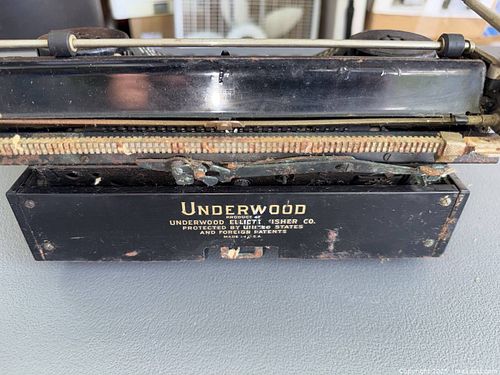 UNDERWOOD
PRODUCT OF
UNDERWOOD ELLIOTT FISHER CO.
PROTECTED BY UNITED STATES
AND FOREIGN PATENTS
MADE IN U.S.A.